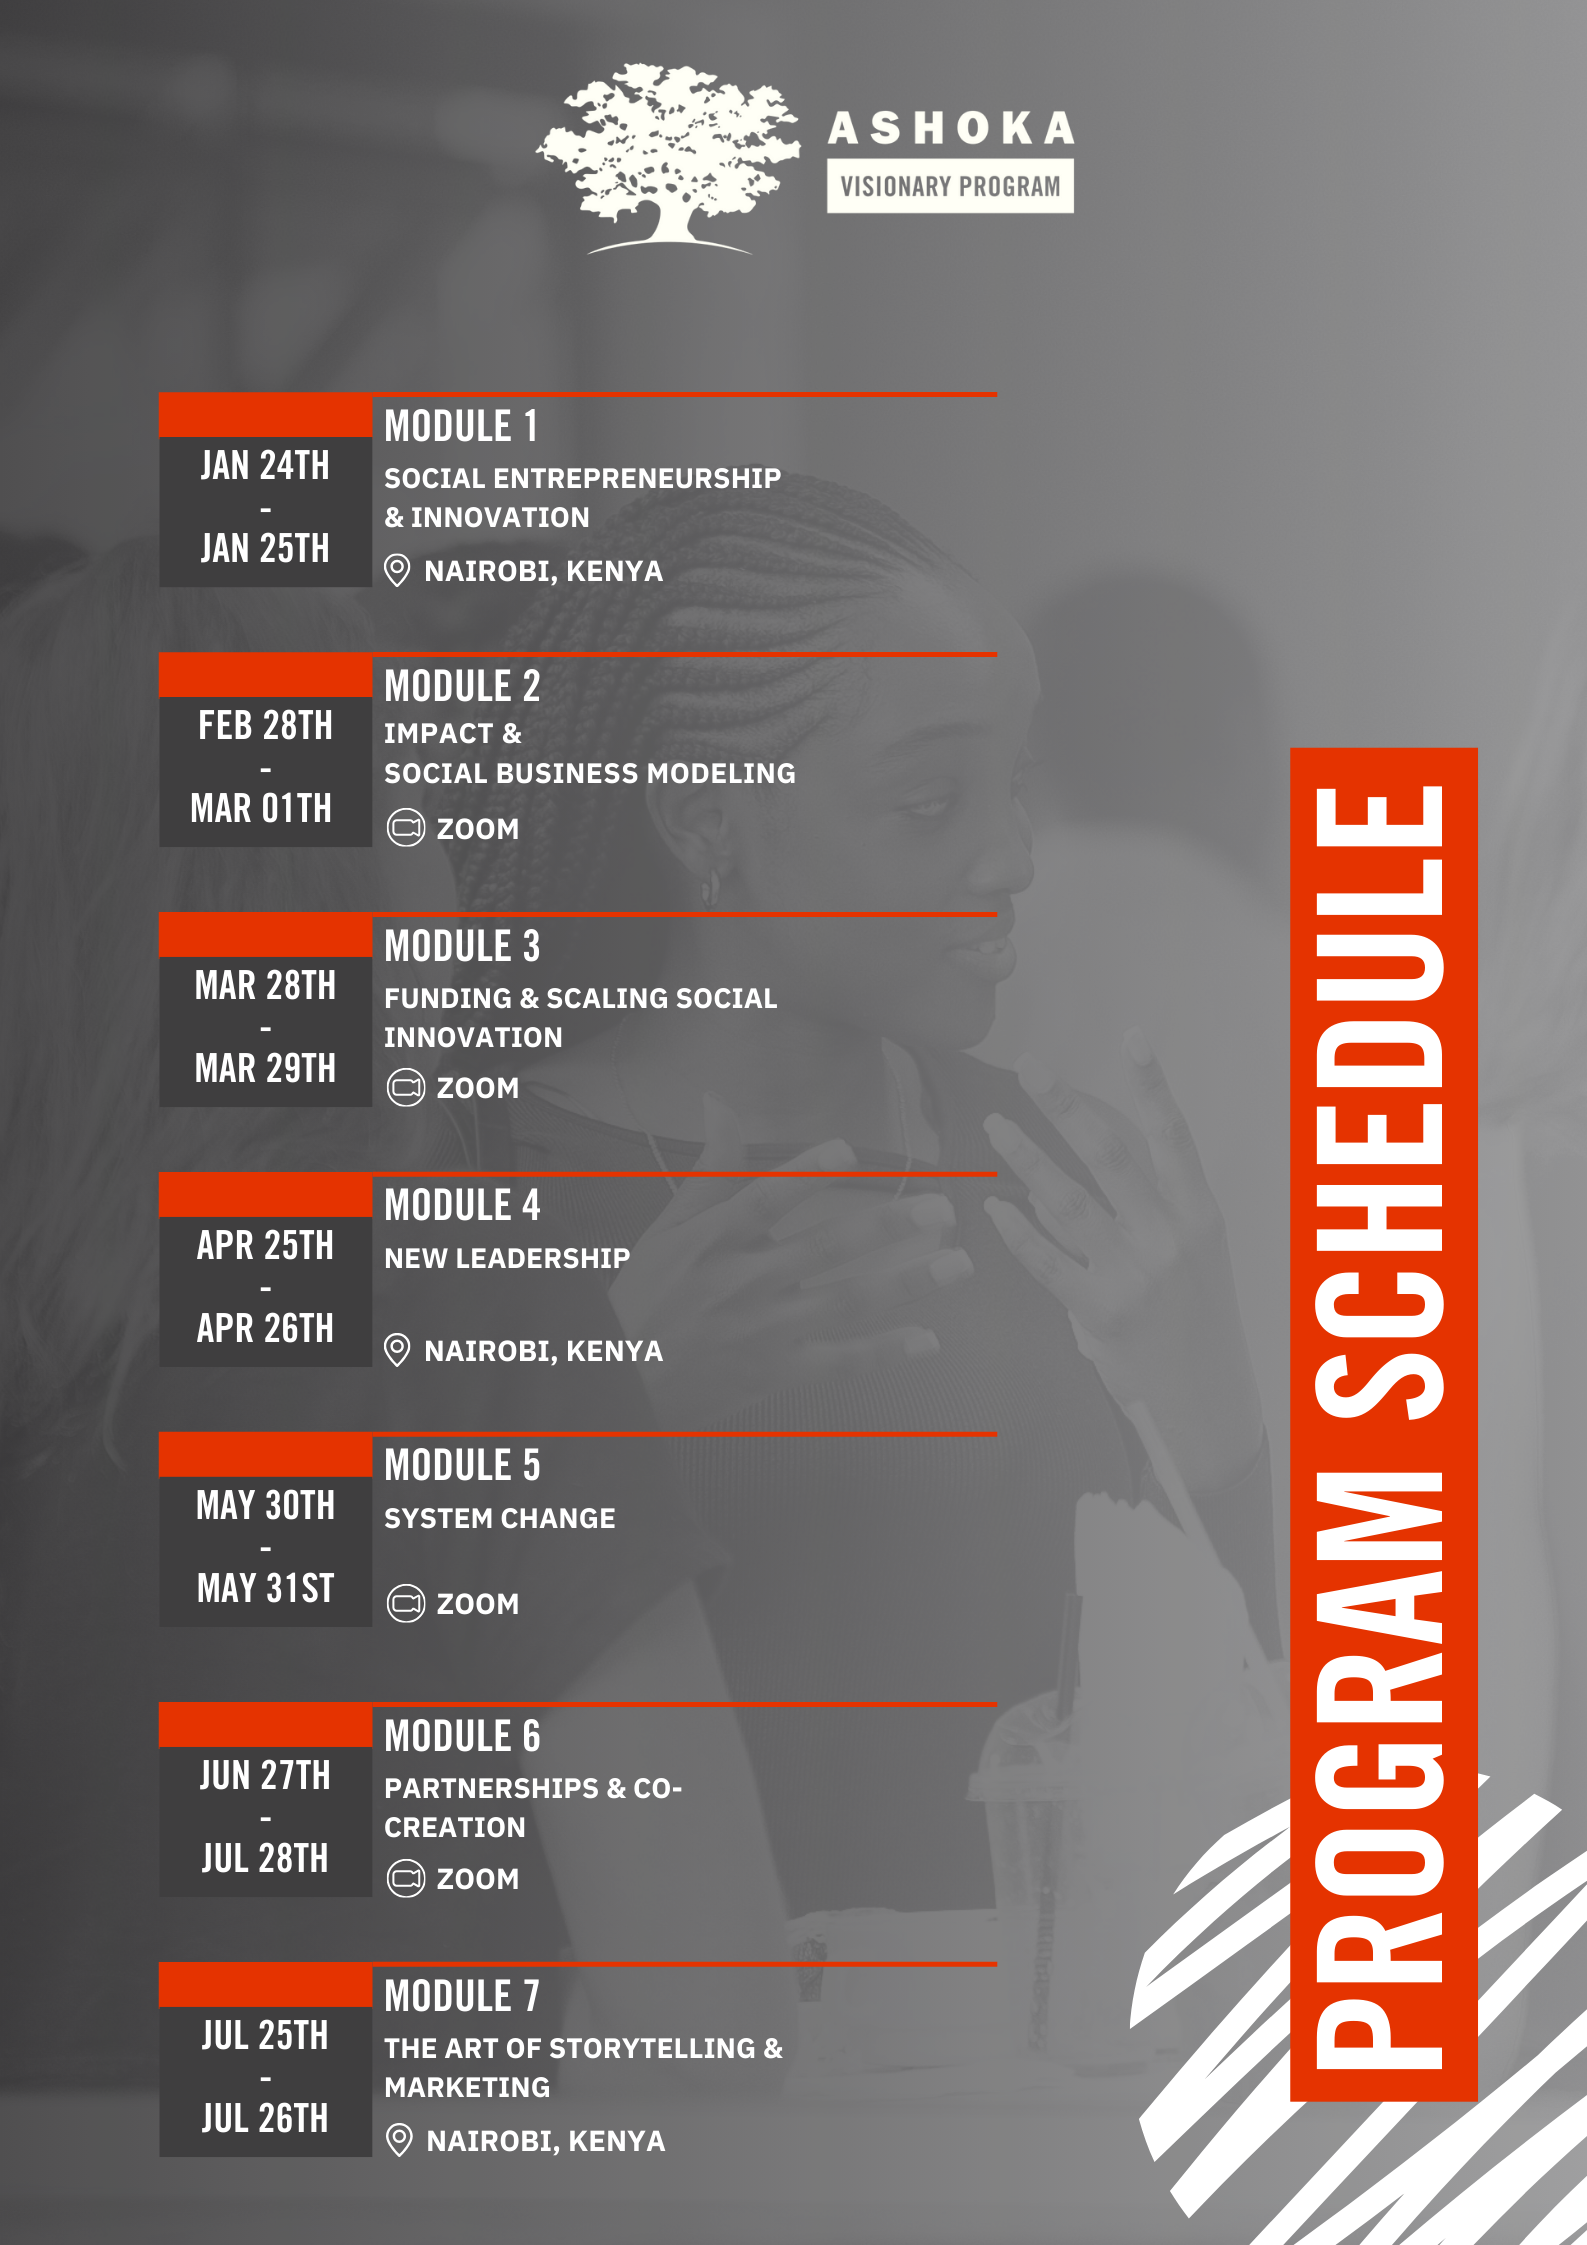 ASHOKA
VISIONARY PROGRAM
JAN 24TH
-
JAN 25TH
MODULE 1
SOCIAL ENTREPRENEURSHIP
& INNOVATION
NAIROBI, KENYA
FEB 28TH
-
MAR 01TH
MODULE 2
IMPACT &
SOCIAL BUSINESS MODELING
ZOOM
MAR 28TH
-
MAR 29TH
MODULE 3
FUNDING & SCALING SOCIAL
INNOVATION
ZOOM
APR 25TH
-
APR 26TH
MODULE 4
NEW LEADERSHIP
NAIROBI, KENYA
MAY 30TH
-
MAY 31ST
MODULE 5
SYSTEM CHANGE
ZOOM
JUN 27TH
-
JUL 28TH
MODULE 6
PARTNERSHIPS & CO-
CREATION
ZOOM
JUL 25TH
-
JUL 26TH
MODULE 7
THE ART OF STORYTELLING &
MARKETING
NAIROBI, KENYA
PROGRAM SCHEDULE